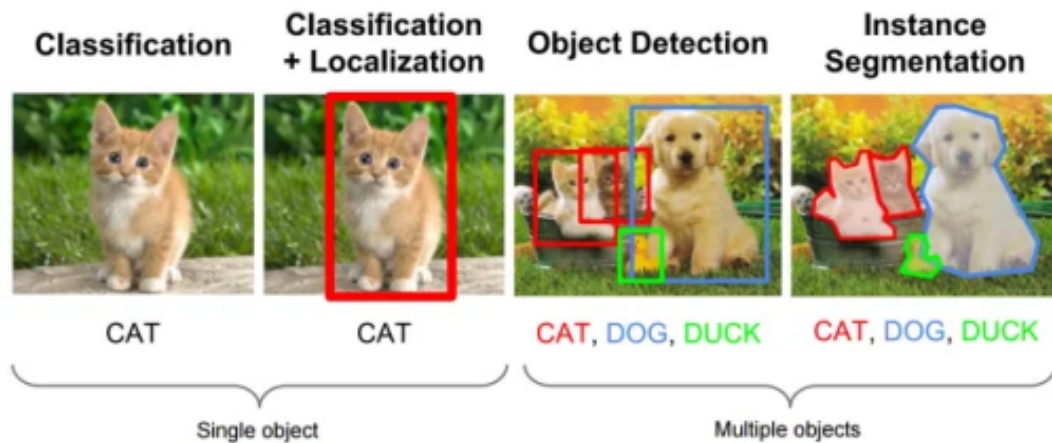 Classification
Classification
+ Localization
Object Detection
Instance
Segmentation
CAT
CAT
CAT, DOG, DUCK
CAT, DOG, DUCK
Single object
Multiple objects